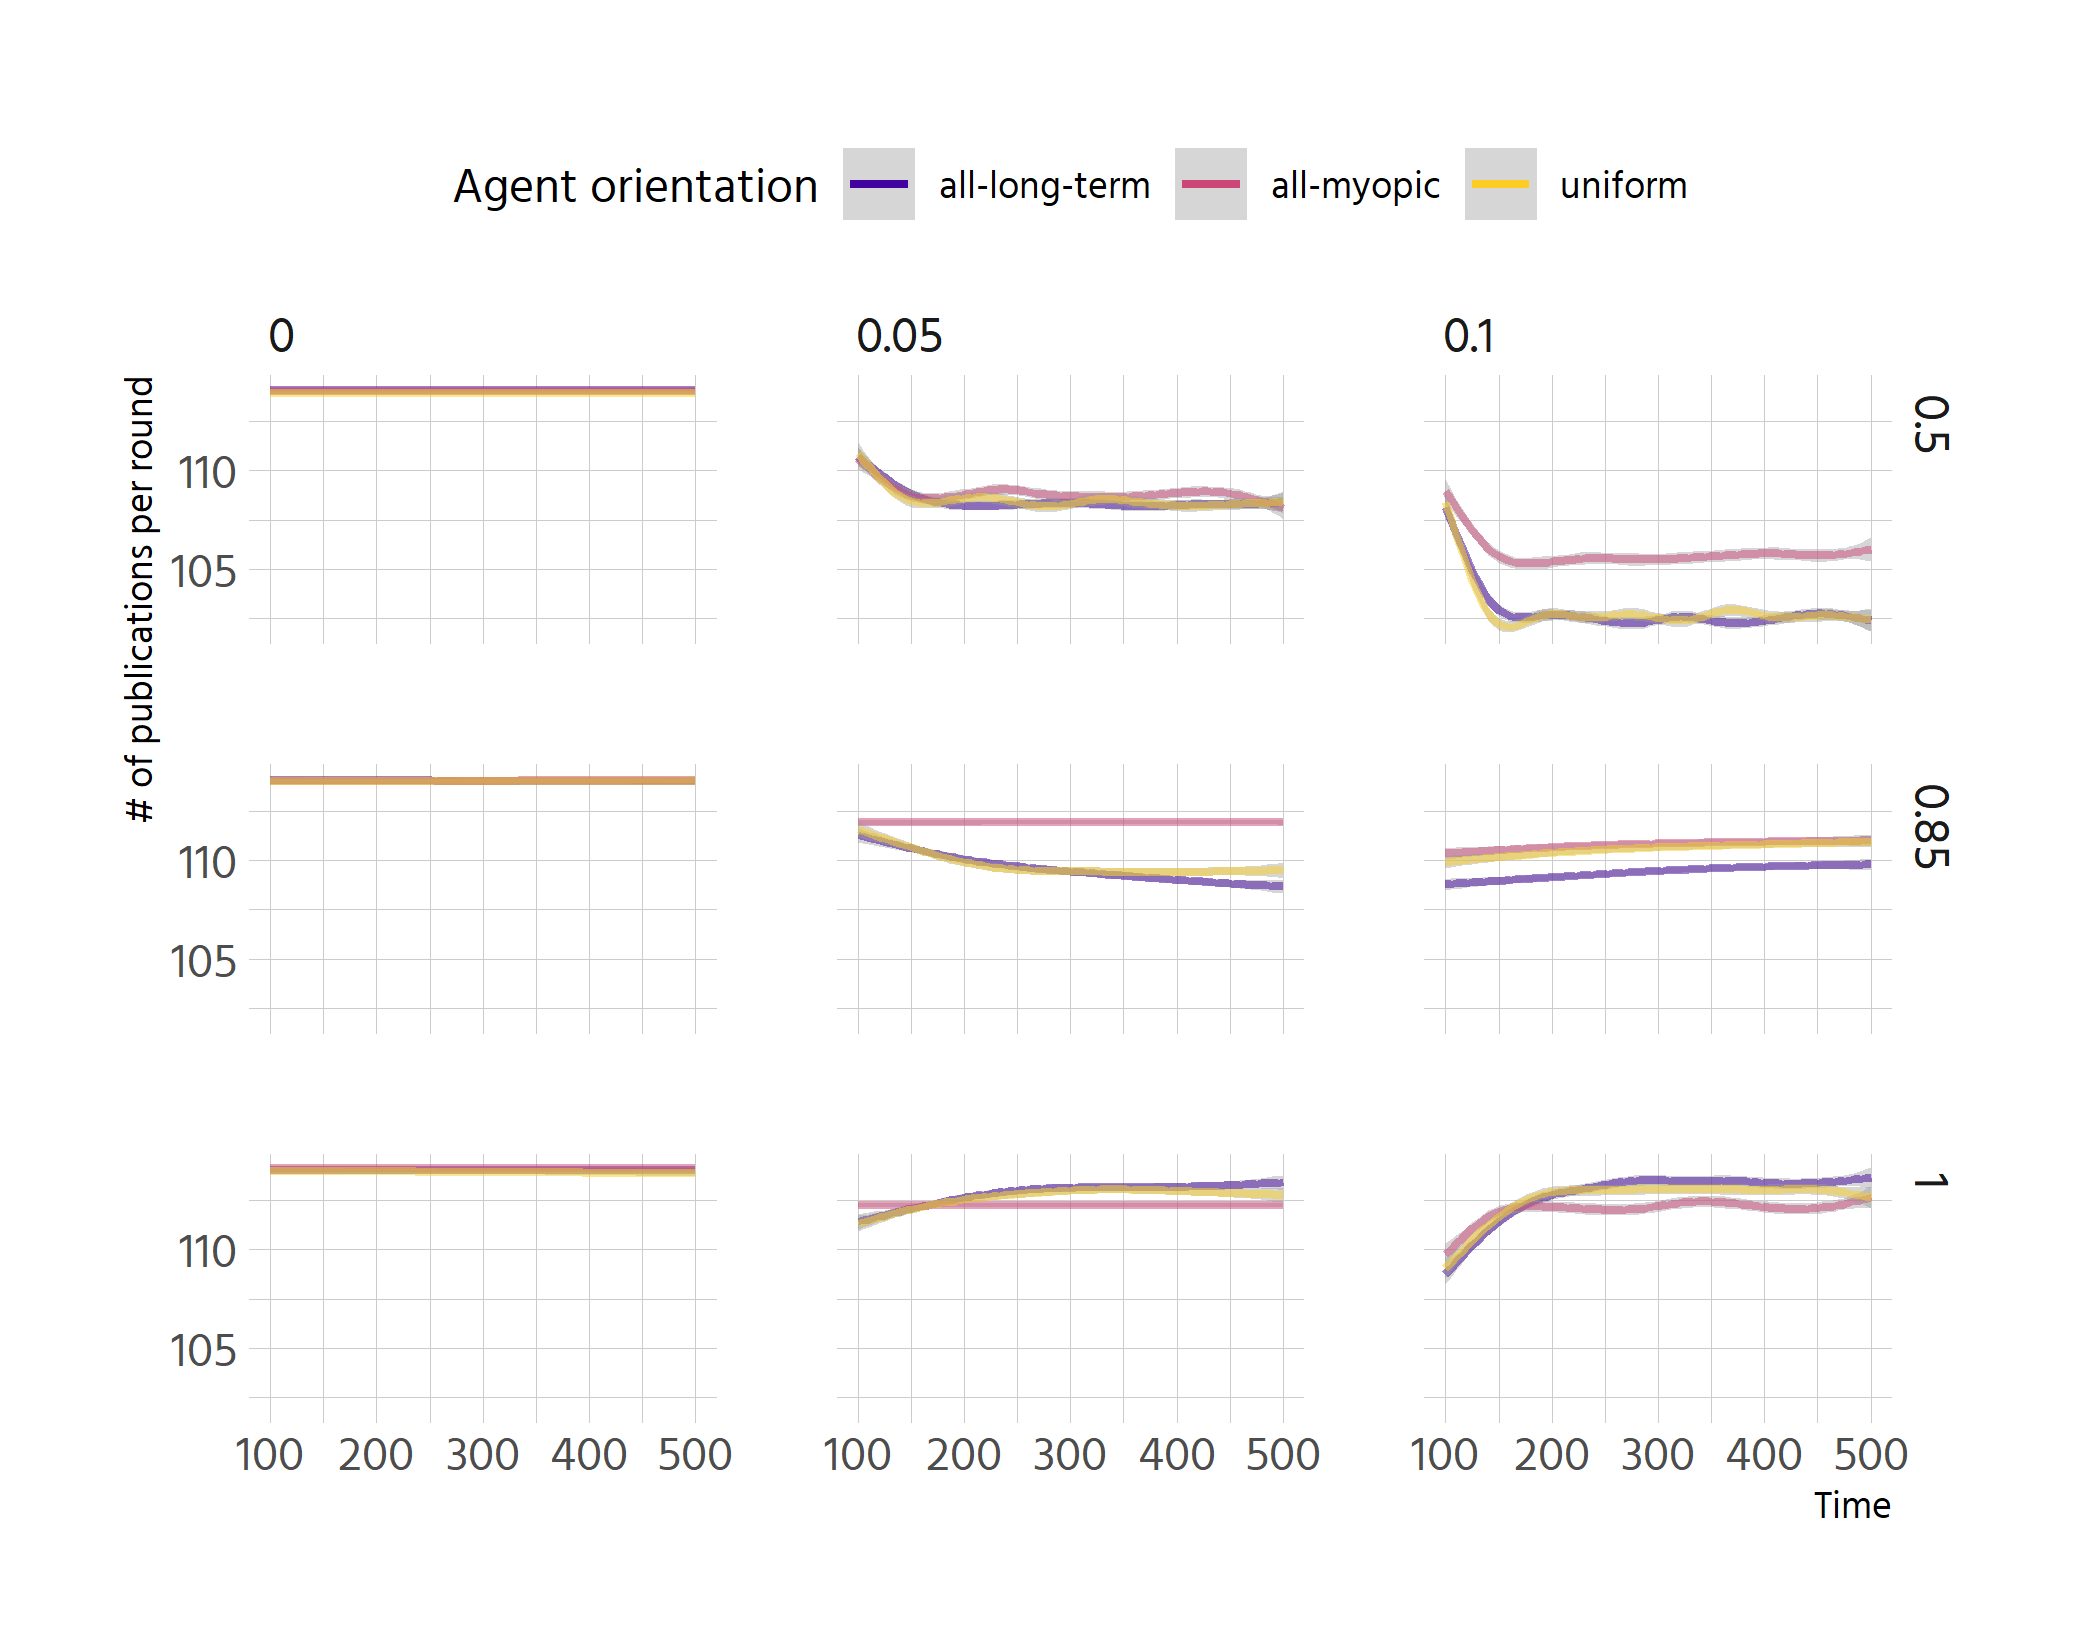 Agent orientation all-long-term all-myopic uniform
0 0.05 0.1
# of publications per round
110
105
0.5
110
105
0.85
110
105
1
100 200 300 400 500 100 200 300 400 500 100 200 300 400 500
Time